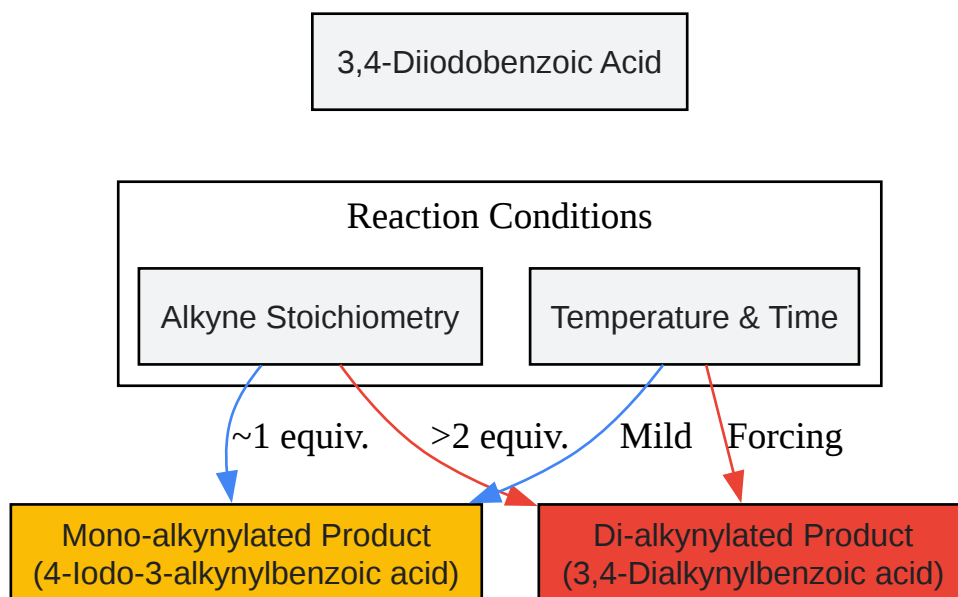 3,4-Diiodobenzoic Acid
Reaction Conditions
Alkyne Stoichiometry
Temperature & Time
~1 equiv.
>2 equiv.
Mild
Forcing
Mono-alkynylated Product
(4-Iodo-3-alkynylbenzoic acid)
Di-alkynylated Product
(3,4-Dialkynylbenzoic acid)